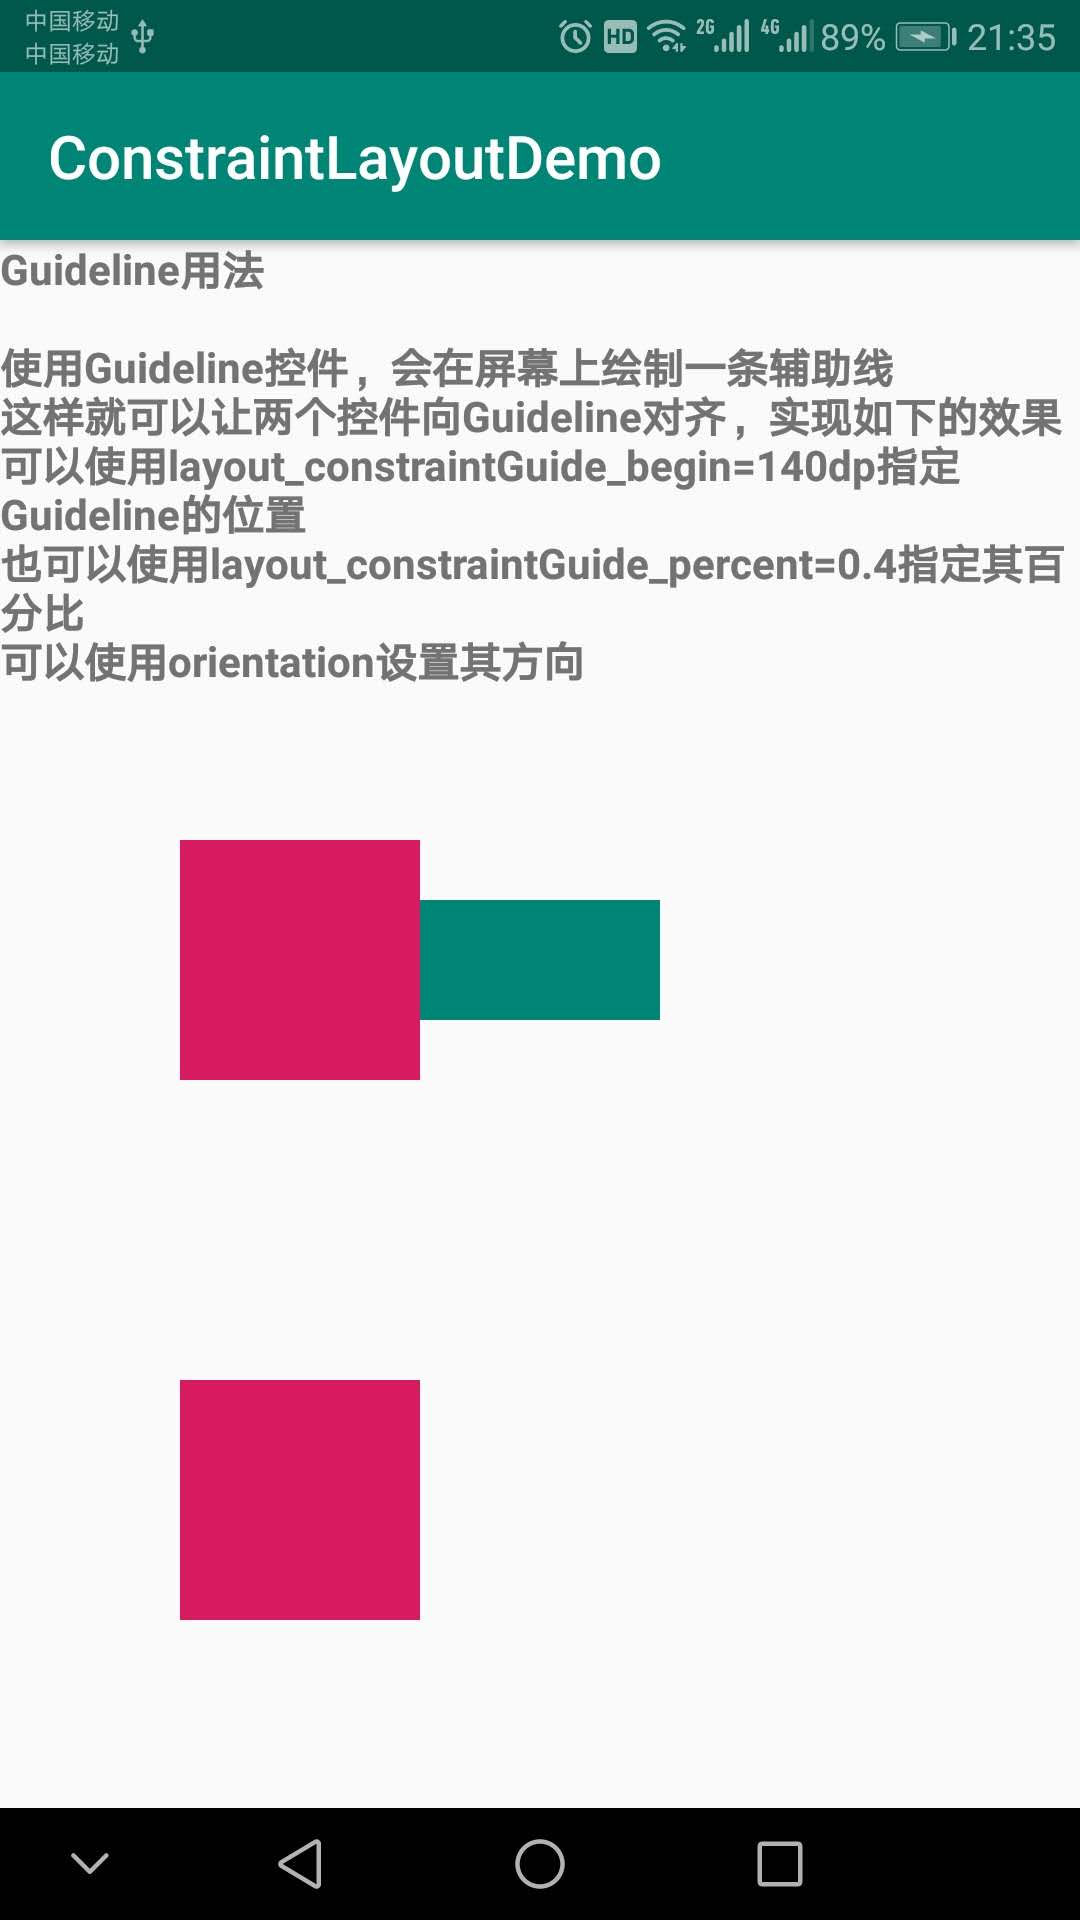 中国移动
中国移动
HD 2G 4G 89% 21:35
ConstraintLayoutDemo
Guideline用法
使用Guideline控件，会在屏幕上绘制一条辅助线
这样就可以让两个控件向Guideline对齐，实现如下的效果
可以使用layout_constraintGuide_begin=140dp指定
Guideline的位置
也可以使用layout_constraintGuide_percent=0.4指定其百
分比
可以使用orientation设置其方向